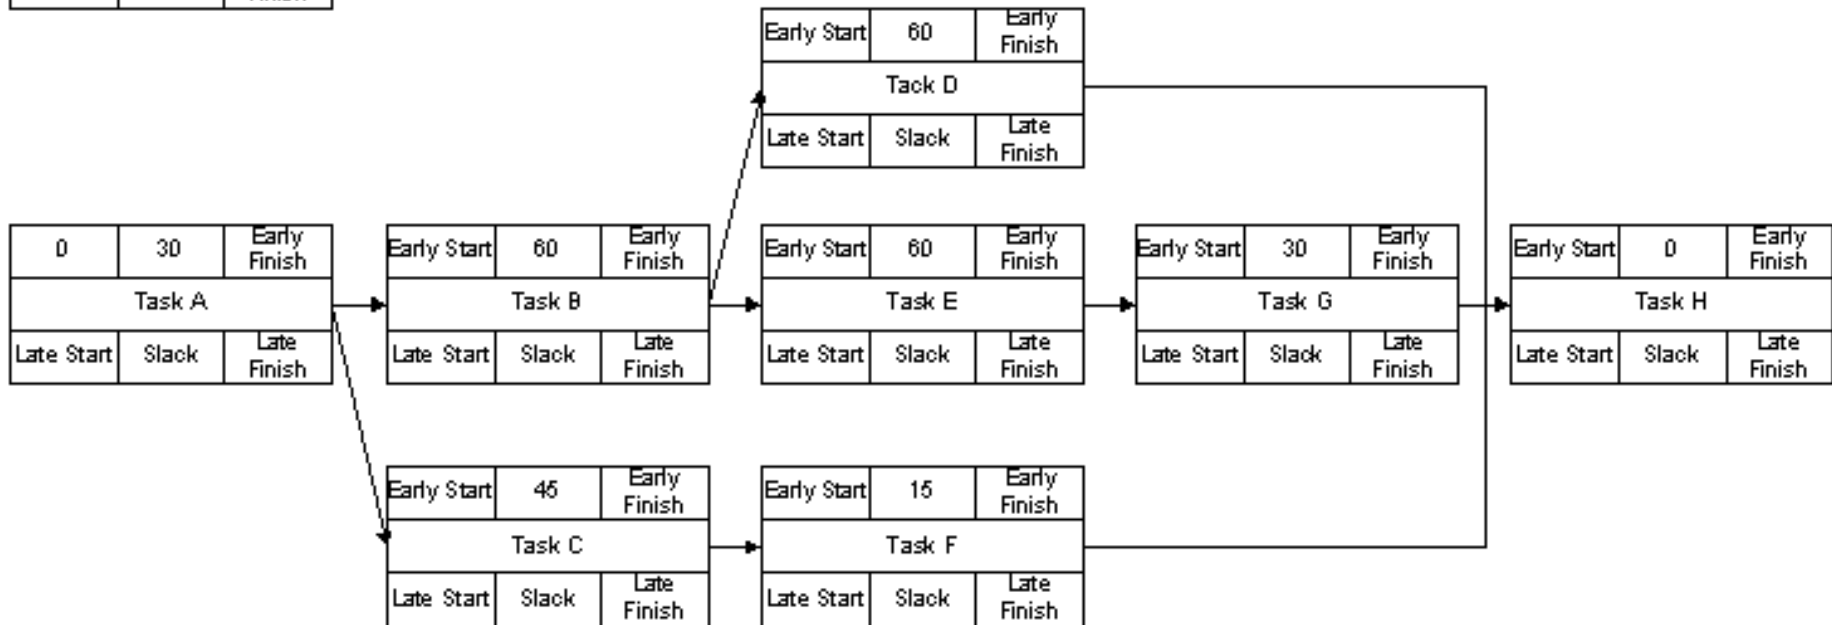 Finish
Early Start 60 Early Finish
Tack D
Late Start Slack Late Finish
0 30 Early Finish
Task A
Late Start Slack Late Finish
Early Start 60 Early Finish
Task B
Late Start Slack Late Finish
Early Start 60 Early Finish
Task E
Late Start Slack Late Finish
Early Start 30 Early Finish
Task G
Late Start Slack Late Finish
Early Start 0 Early Finish
Task H
Late Start Slack Late Finish
Early Start 45 Early Finish
Task C
Late Start Slack Late Finish
Early Start 15 Early Finish
Task F
Late Start Slack Late Finish